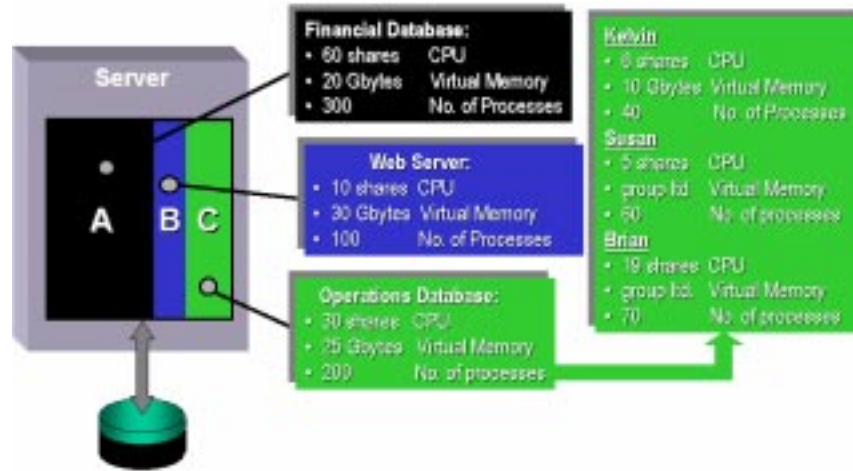 Server
A
B
C
Financial Database:
• 60 shares CPU
• 20 Gbytes Virtual Memory
• 300 No. of Processes
Web Server:
• 10 shares CPU
• 30 Gbytes Virtual Memory
• 100 No. of Processes
Operations Database:
• 30 shares CPU
• 25 Gbytes Virtual Memory
• 200 No. of processes
Kelvin
• 6 shares CPU
• 10 Gbytes Virtual Memory
• 40 No. of Processes
Susan
• 5 shares CPU
• group ltd. Virtual Memory
• 60 No. of processes
Brian
• 19 shares CPU
• group ltd. Virtual Memory
• 70 No. of processes